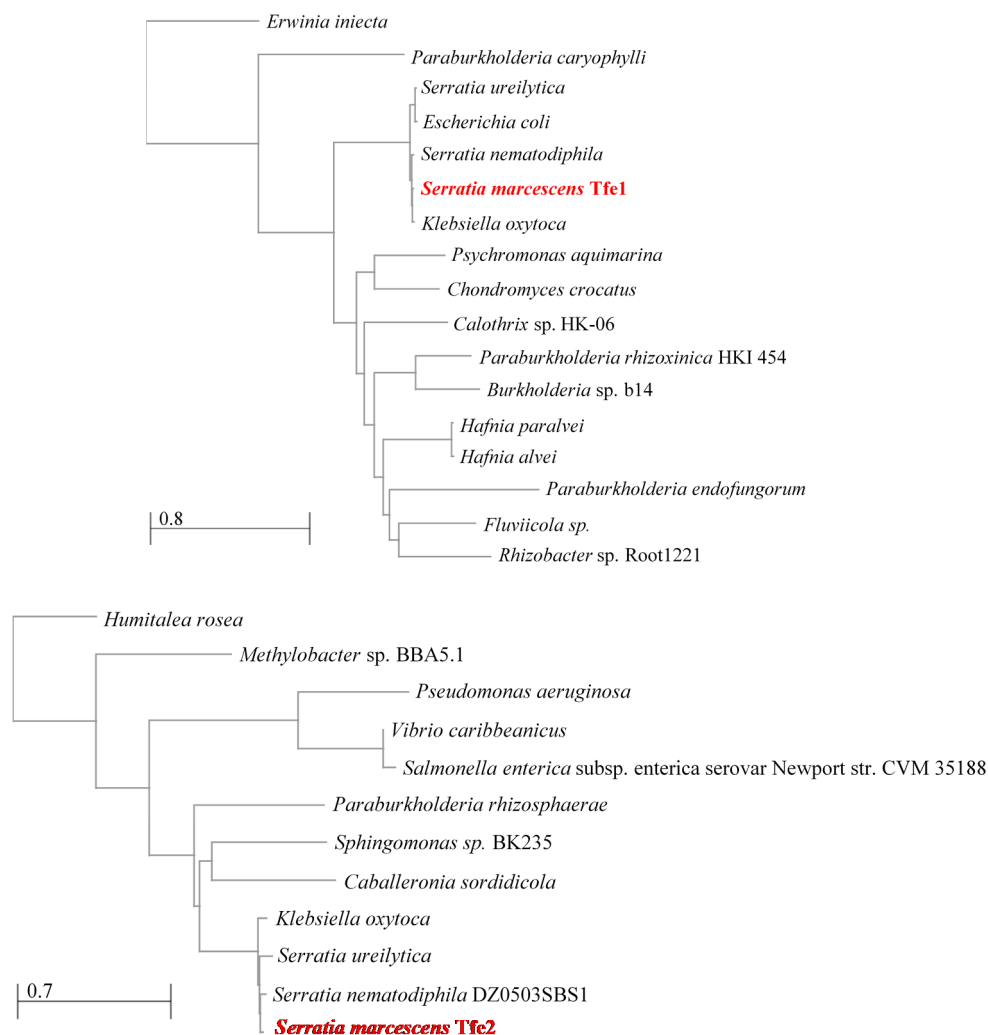 Erwinia iniecta
Paraburkholderia caryophylli
Serratia ureilytica
Escherichia coli
Serratia nematodiphila
Serratia marcescens Tfe1
Klebsiella oxytoca
Psychromonas aquimarina
Chondromyces crocatus
Calothrix sp. HK-06
Paraburkholderia rhizoxinica HKI 454
Burkholderia sp. b14
Hafnia paralvei
Hafnia alvei
Paraburkholderia endofungorum
0.8
Fluviicola sp.
Rhizobacter sp. Root1221
Humitalea rosea
Methylobacter sp. BBA5.1
Pseudomonas aeruginosa
Vibrio caribbeanicus
Salmonella enterica subsp. enterica serovar Newport str. CVM 35188
Paraburkholderia rhizosphaerae
Sphingomonas sp. BK235
Caballeronia sordidicola
Klebsiella oxytoca
Serratia ureilytica
0.7
Serratia nematodiphila DZ0503SBS1
Serratia marcescens Tfe2